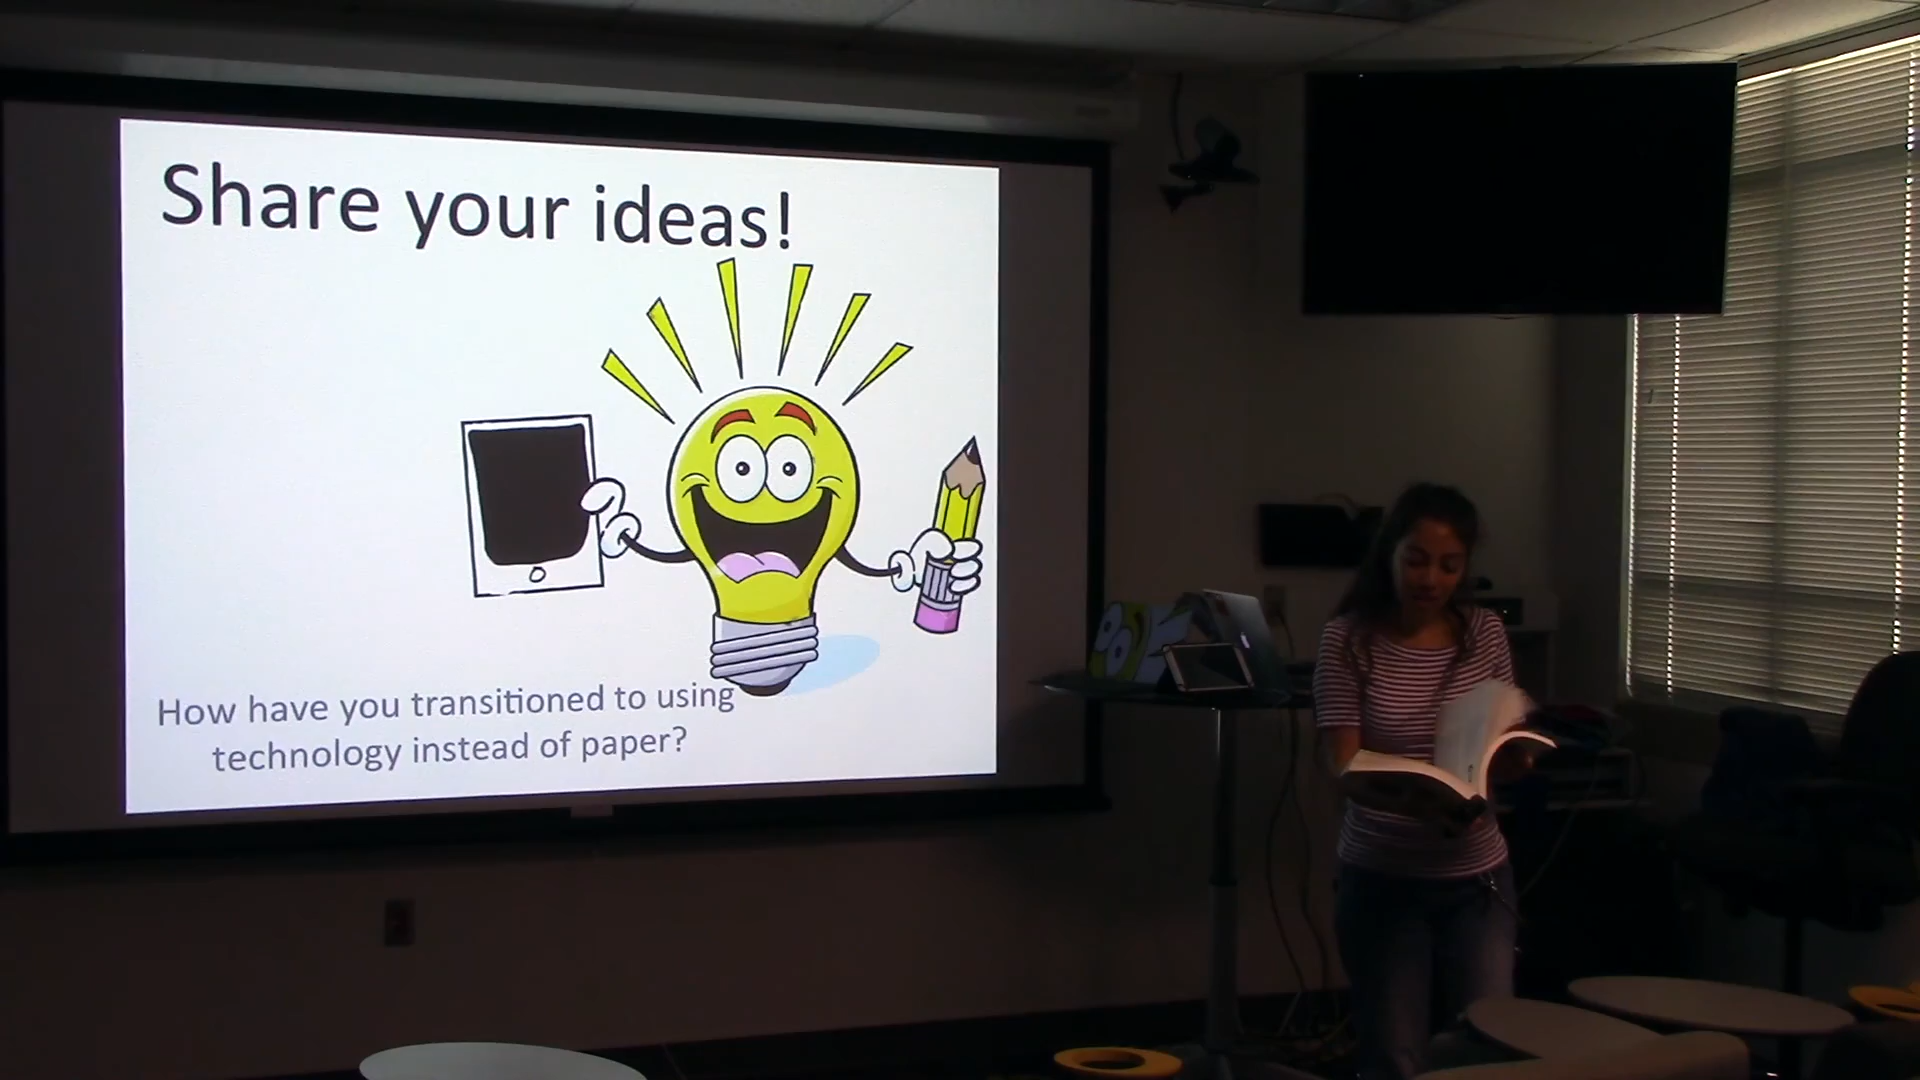 Share your ideas!
How have you transitioned to using
technology instead of paper?